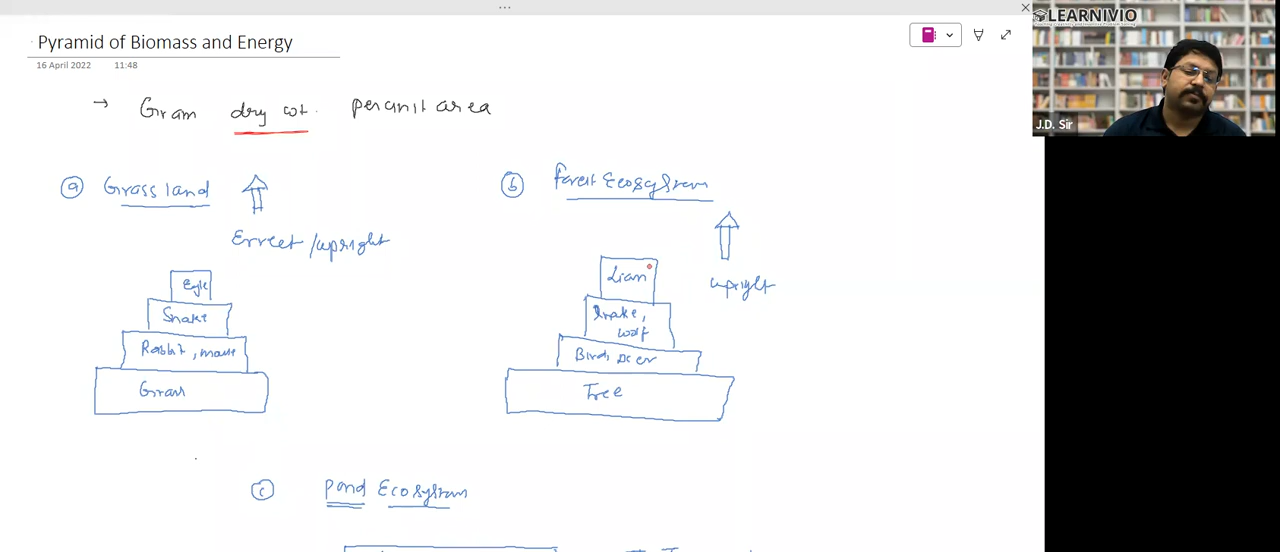 Pyramid of Biomass and Energy
16 April 2022 11:48
LEARNIVIO
J.D. Sir
→ Gram dry wt. per unit area
(a) Grass land
Errect/upright
Eagle
Snake
Rabbit, mouse
Grass
(b) Forest Ecosystem
upright
Lion
Snake,
wolf
Birds Deer
Tree
(c) Pond Ecosystem